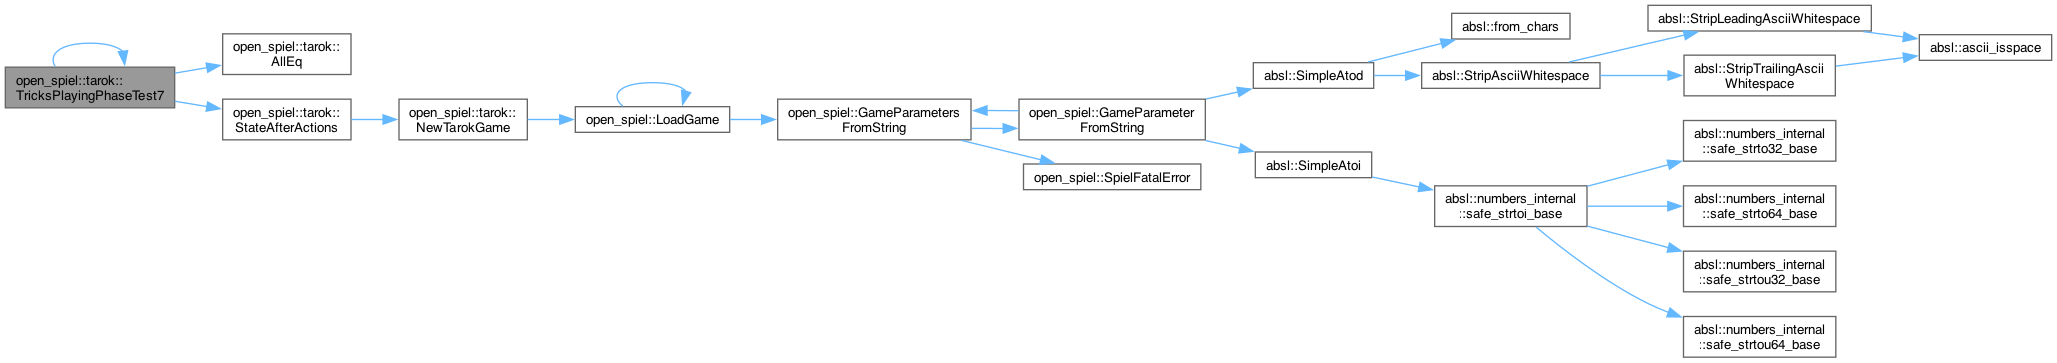 open_spiel::tarok::
TricksPlayingPhaseTest7
open_spiel::tarok::
AllEq
open_spiel::tarok::
StateAfterActions
open_spiel::tarok::
NewTarokGame
open_spiel::LoadGame
open_spiel::GameParameters
FromString
open_spiel::GameParameter
FromString
open_spiel::SpielFatalError
absl::SimpleAtod
absl::SimpleAtoi
absl::from_chars
absl::StripAsciiWhitespace
absl::numbers_internal
::safe_strtoi_base
absl::StripLeadingAsciiWhitespace
absl::StripTrailingAscii
Whitespace
absl::numbers_internal
::safe_strto32_base
absl::numbers_internal
::safe_strto64_base
absl::numbers_internal
::safe_strtou32_base
absl::numbers_internal
::safe_strtou64_base
absl::ascii_isspace